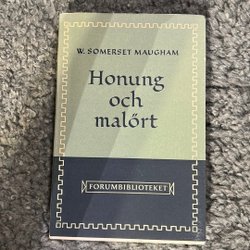 W. SOMERSET MAUGHAM
Honung
och
malört
FORUMBIBLIOTEKET